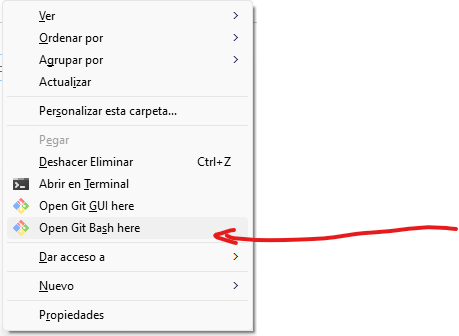 Ver
Ordenar por
Agrupar por
Actualizar
Personalizar esta carpeta...
Pegar
Deshacer Eliminar Ctrl+Z
Abrir en Terminal
Open Git GUI here
Open Git Bash here
Dar acceso a
Nuevo
Propiedades